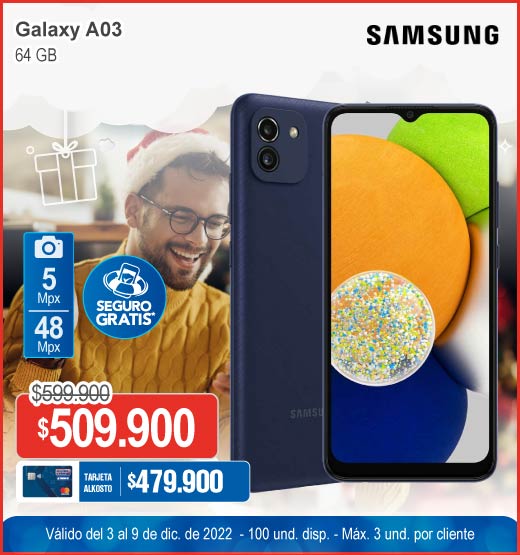 Galaxy A03
64 GB
SAMSUNG
5
Mpx
48
Mpx
SEGURO
GRATIS*
$599.900
$509.900
TARJETA
ALKOSTO
$479.900
SAMSUNG
Válido del 3 al 9 de dic. de 2022 - 100 und. disp. - Máx. 3 und. por cliente